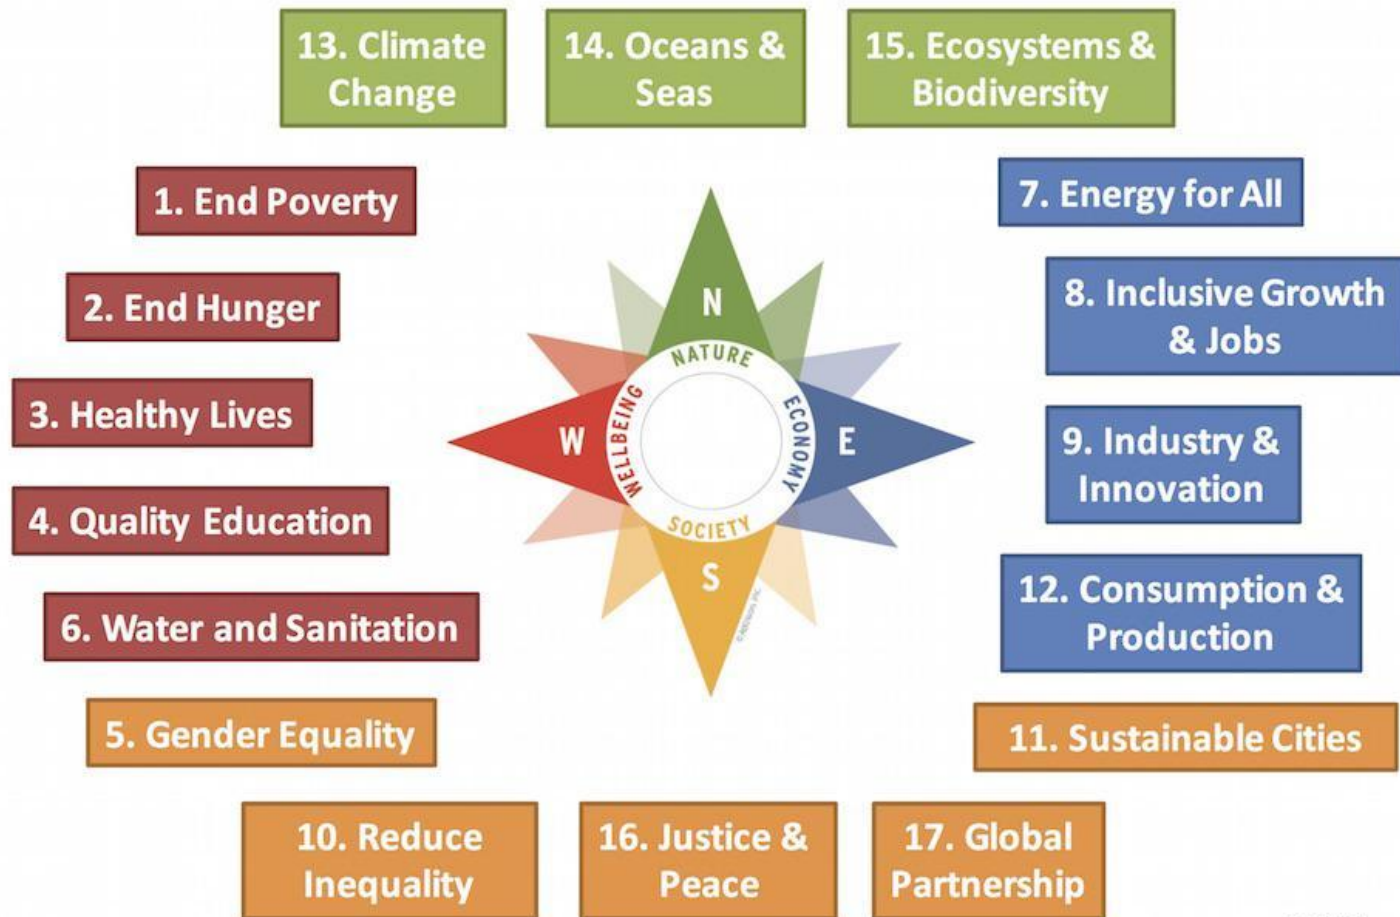 13. Climate
Change
14. Oceans &
Seas
15. Ecosystems &
Biodiversity
1. End Poverty
7. Energy for All
2. End Hunger
8. Inclusive Growth
& Jobs
3. Healthy Lives
9. Industry &
Innovation
4. Quality Education
12. Consumption &
Production
6. Water and Sanitation
5. Gender Equality
11. Sustainable Cities
10. Reduce
Inequality
16. Justice &
Peace
17. Global
Partnership
N
NATURE
W
WELLBEING
ECONOMY
E
SOCIETY
S